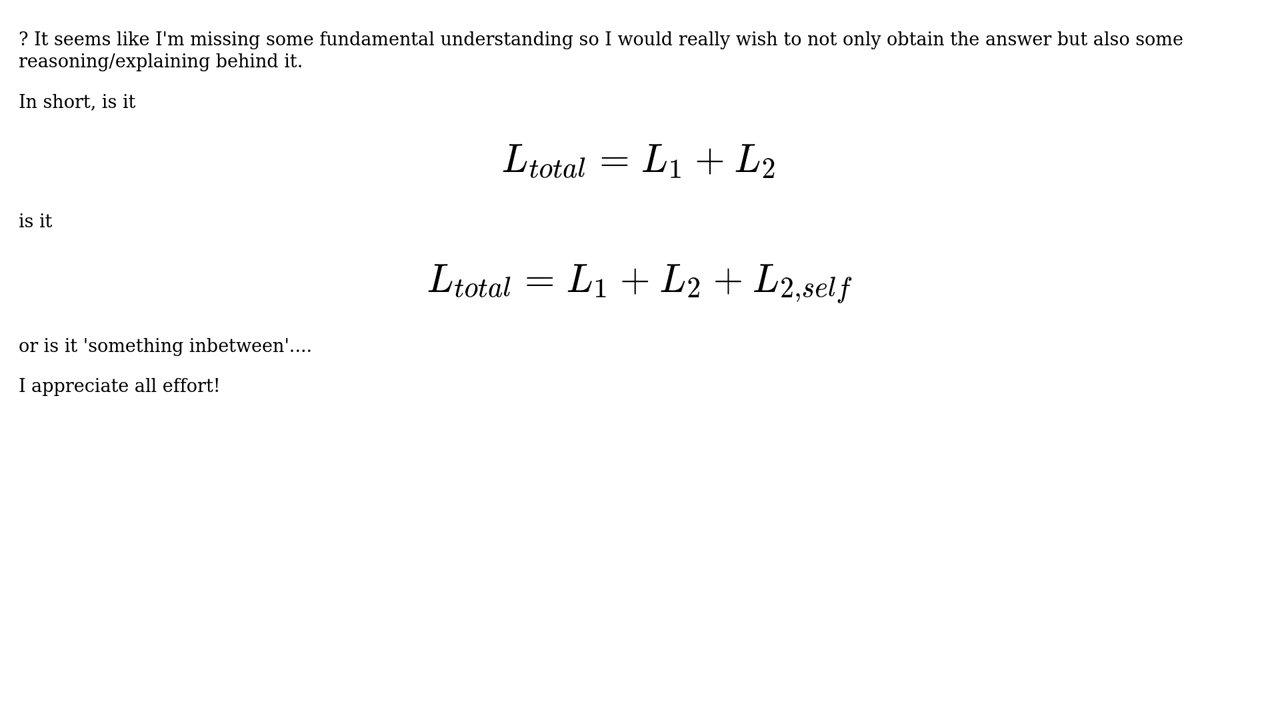 ? It seems like I'm missing some fundamental understanding so I would really wish to not only obtain the answer but also some
reasoning/explaining behind it.
In short, is it
L_{total} = L_1 + L_2
is it
L_{total} = L_1 + L_2 + L_{2,self}
or is it 'something inbetween'....
I appreciate all effort!